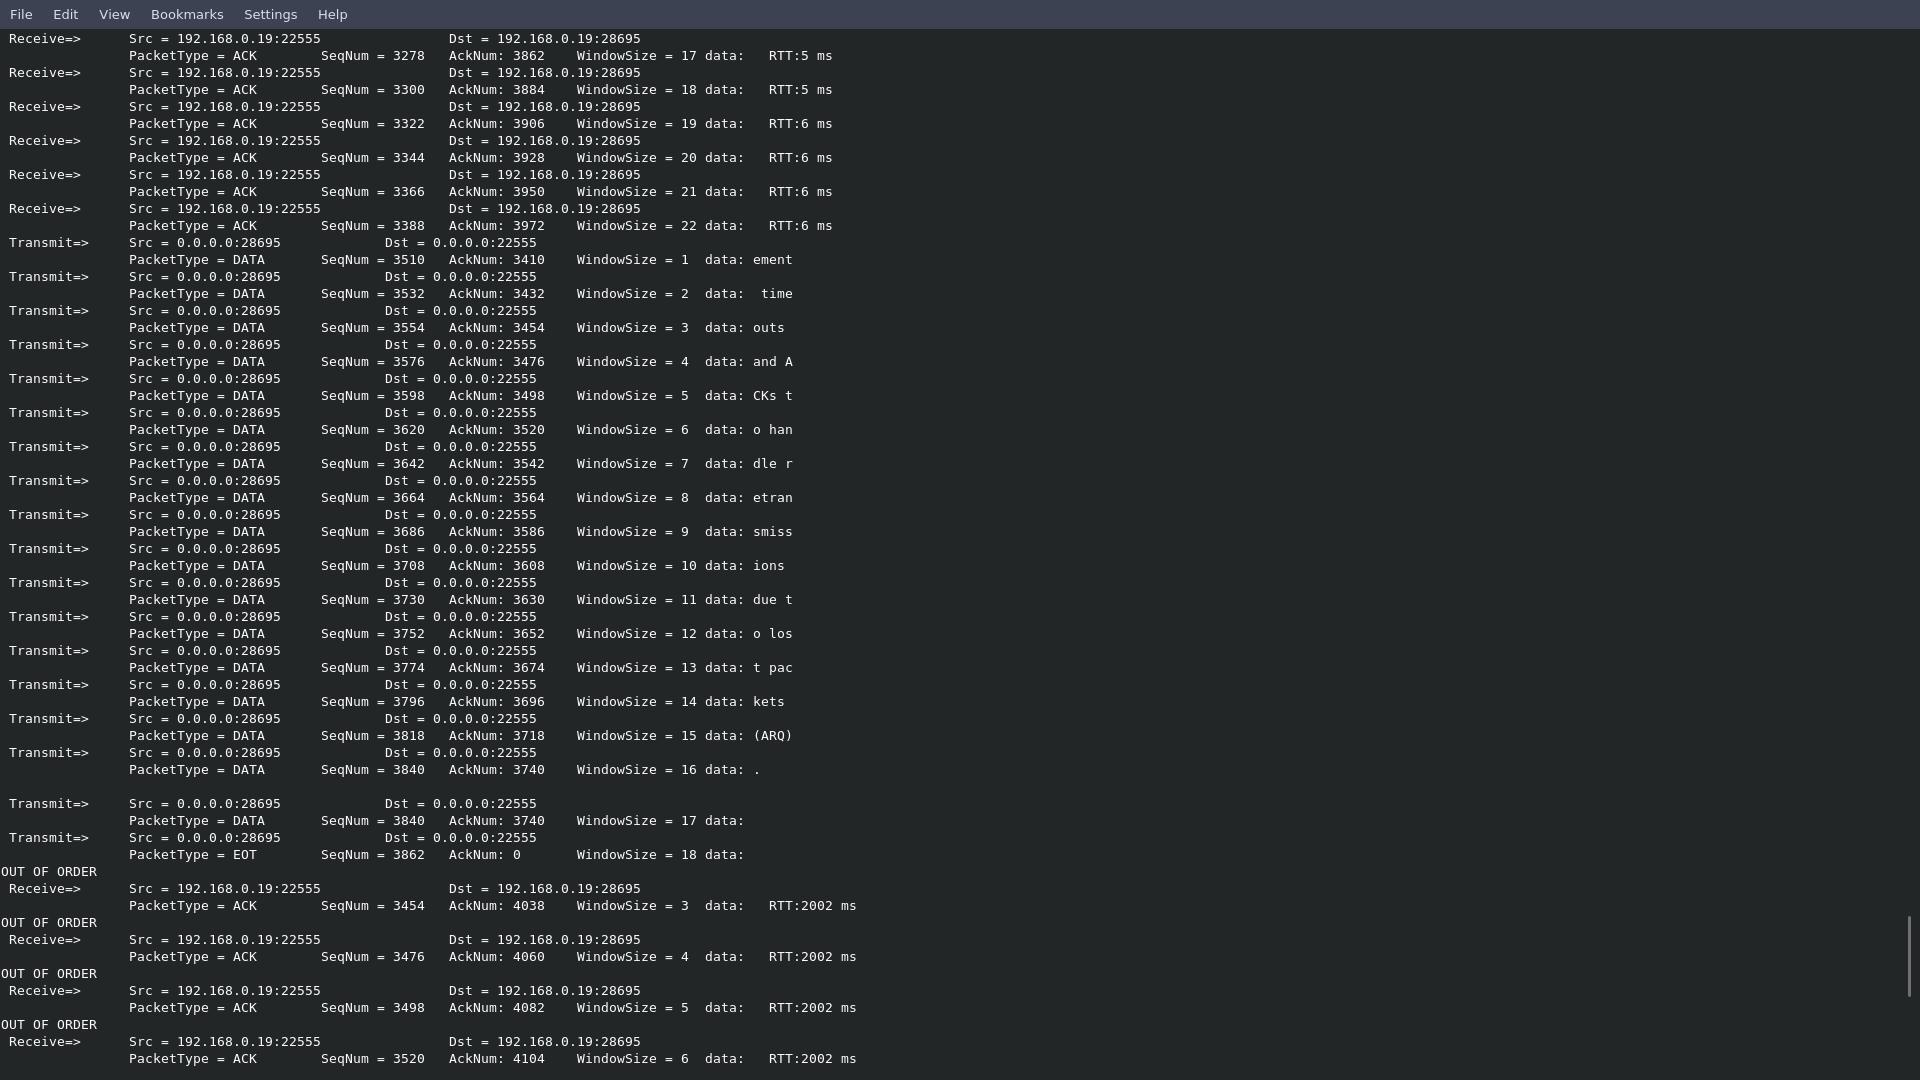 File Edit View Bookmarks Settings Help
Receive=> Src = 192.168.0.19:22555 Dst = 192.168.0.19:28695
PacketType = ACK SeqNum = 3278 AckNum: 3862 WindowSize = 17 data: RTT:5 ms
Receive=> Src = 192.168.0.19:22555 Dst = 192.168.0.19:28695
PacketType = ACK SeqNum = 3300 AckNum: 3884 WindowSize = 18 data: RTT:5 ms
Receive=> Src = 192.168.0.19:22555 Dst = 192.168.0.19:28695
PacketType = ACK SeqNum = 3322 AckNum: 3906 WindowSize = 19 data: RTT:6 ms
Receive=> Src = 192.168.0.19:22555 Dst = 192.168.0.19:28695
PacketType = ACK SeqNum = 3344 AckNum: 3928 WindowSize = 20 data: RTT:6 ms
Receive=> Src = 192.168.0.19:22555 Dst = 192.168.0.19:28695
PacketType = ACK SeqNum = 3366 AckNum: 3950 WindowSize = 21 data: RTT:6 ms
Receive=> Src = 192.168.0.19:22555 Dst = 192.168.0.19:28695
PacketType = ACK SeqNum = 3388 AckNum: 3972 WindowSize = 22 data: RTT:6 ms
Transmit=> Src = 0.0.0.0:28695 Dst = 0.0.0.0:22555
PacketType = DATA SeqNum = 3510 AckNum: 3410 WindowSize = 1 data: ement
Transmit=> Src = 0.0.0.0:28695 Dst = 0.0.0.0:22555
PacketType = DATA SeqNum = 3532 AckNum: 3432 WindowSize = 2 data:  time
Transmit=> Src = 0.0.0.0:28695 Dst = 0.0.0.0:22555
PacketType = DATA SeqNum = 3554 AckNum: 3454 WindowSize = 3 data: outs
Transmit=> Src = 0.0.0.0:28695 Dst = 0.0.0.0:22555
PacketType = DATA SeqNum = 3576 AckNum: 3476 WindowSize = 4 data: and A
Transmit=> Src = 0.0.0.0:28695 Dst = 0.0.0.0:22555
PacketType = DATA SeqNum = 3598 AckNum: 3498 WindowSize = 5 data: CKs t
Transmit=> Src = 0.0.0.0:28695 Dst = 0.0.0.0:22555
PacketType = DATA SeqNum = 3620 AckNum: 3520 WindowSize = 6 data: o han
Transmit=> Src = 0.0.0.0:28695 Dst = 0.0.0.0:22555
PacketType = DATA SeqNum = 3642 AckNum: 3542 WindowSize = 7 data: dle r
Transmit=> Src = 0.0.0.0:28695 Dst = 0.0.0.0:22555
PacketType = DATA SeqNum = 3664 AckNum: 3564 WindowSize = 8 data: etran
Transmit=> Src = 0.0.0.0:28695 Dst = 0.0.0.0:22555
PacketType = DATA SeqNum = 3686 AckNum: 3586 WindowSize = 9 data: smiss
Transmit=> Src = 0.0.0.0:28695 Dst = 0.0.0.0:22555
PacketType = DATA SeqNum = 3708 AckNum: 3608 WindowSize = 10 data: ions
Transmit=> Src = 0.0.0.0:28695 Dst = 0.0.0.0:22555
PacketType = DATA SeqNum = 3730 AckNum: 3630 WindowSize = 11 data: due t
Transmit=> Src = 0.0.0.0:28695 Dst = 0.0.0.0:22555
PacketType = DATA SeqNum = 3752 AckNum: 3652 WindowSize = 12 data: o los
Transmit=> Src = 0.0.0.0:28695 Dst = 0.0.0.0:22555
PacketType = DATA SeqNum = 3774 AckNum: 3674 WindowSize = 13 data: t pac
Transmit=> Src = 0.0.0.0:28695 Dst = 0.0.0.0:22555
PacketType = DATA SeqNum = 3796 AckNum: 3696 WindowSize = 14 data: kets
Transmit=> Src = 0.0.0.0:28695 Dst = 0.0.0.0:22555
PacketType = DATA SeqNum = 3818 AckNum: 3718 WindowSize = 15 data: (ARQ)
Transmit=> Src = 0.0.0.0:28695 Dst = 0.0.0.0:22555
PacketType = DATA SeqNum = 3840 AckNum: 3740 WindowSize = 16 data: .
Transmit=> Src = 0.0.0.0:28695 Dst = 0.0.0.0:22555
PacketType = DATA SeqNum = 3840 AckNum: 3740 WindowSize = 17 data:
Transmit=> Src = 0.0.0.0:28695 Dst = 0.0.0.0:22555
PacketType = EOT SeqNum = 3862 AckNum: 0 WindowSize = 18 data:
OUT OF ORDER
Receive=> Src = 192.168.0.19:22555 Dst = 192.168.0.19:28695
PacketType = ACK SeqNum = 3454 AckNum: 4038 WindowSize = 3 data: RTT:2002 ms
OUT OF ORDER
Receive=> Src = 192.168.0.19:22555 Dst = 192.168.0.19:28695
PacketType = ACK SeqNum = 3476 AckNum: 4060 WindowSize = 4 data: RTT:2002 ms
OUT OF ORDER
Receive=> Src = 192.168.0.19:22555 Dst = 192.168.0.19:28695
PacketType = ACK SeqNum = 3498 AckNum: 4082 WindowSize = 5 data: RTT:2002 ms
OUT OF ORDER
Receive=> Src = 192.168.0.19:22555 Dst = 192.168.0.19:28695
PacketType = ACK SeqNum = 3520 AckNum: 4104 WindowSize = 6 data: RTT:2002 ms